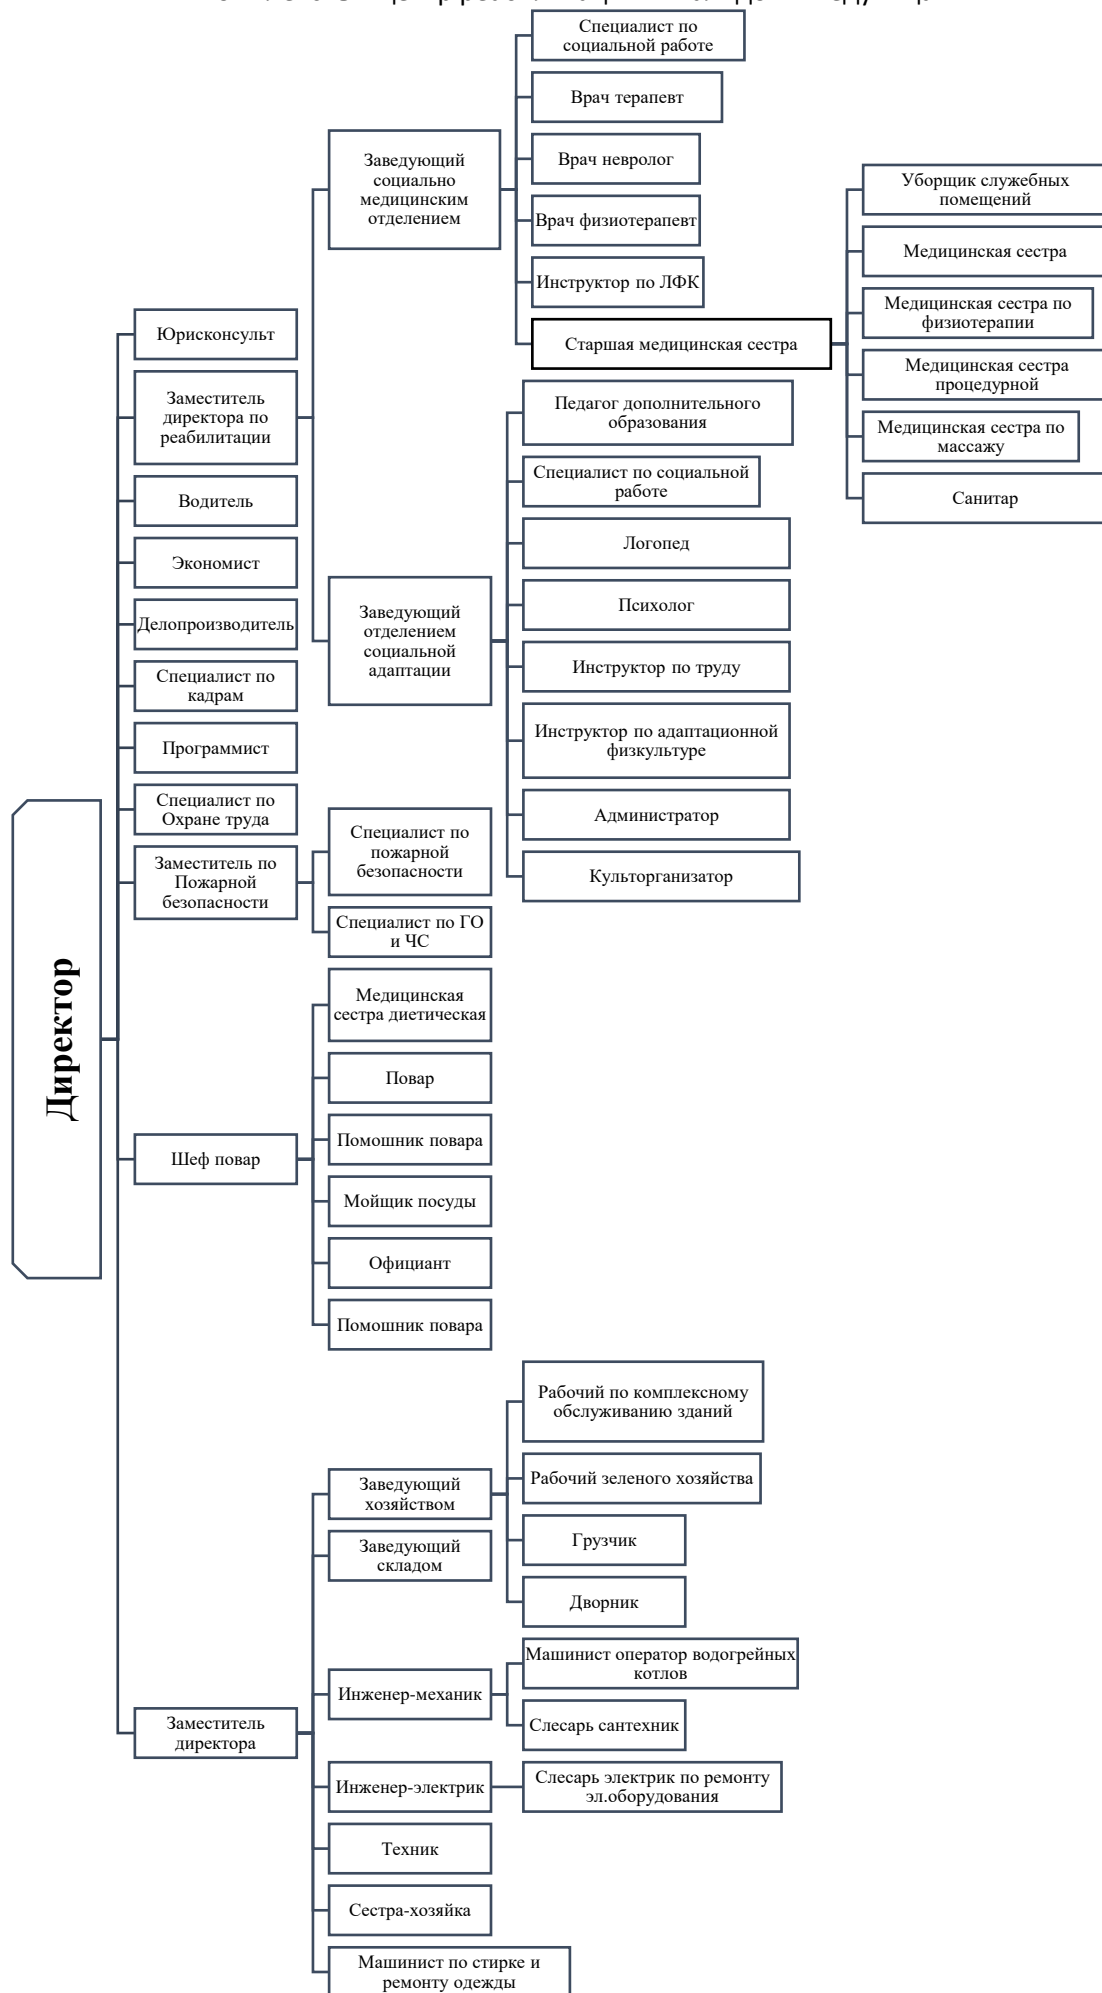 Специалист по
социальной работе
Врач терапевт
Врач невролог
Врач физиотерапевт
Инструктор по ЛФК
Старшая медицинская сестра
Заведующий
социально
медицинским
отделением
Уборщик служебных
помещений
Медицинская сестра
Медицинская сестра по
физиотерапии
Медицинская сестра
процедурной
Медицинская сестра по
массажу
Санитар
Юрисконсульт
Заместитель
директора по
реабилитации
Водитель
Экономист
Делопроизводитель
Специалист по
кадрам
Программист
Специалист по
Охране труда
Заместитель по
Пожарной
безопасности
Педагог дополнительного
образования
Специалист по социальной
работе
Логопед
Психолог
Инструктор по труду
Инструктор по адаптационной
физкультуре
Администратор
Культорганизатор
Заведующий
отделением
социальной
адаптации
Специалист по
пожарной
безопасности
Специалист по ГО
и ЧС
Директор
Медицинская
сестра диетическая
Повар
Помошник повара
Мойщик посуды
Официант
Помошник повара
Шеф повар
Рабочий по комплексному
обслуживанию зданий
Рабочий зеленого хозяйства
Грузчик
Дворник
Заведующий
хозяйством
Заведующий
складом
Машинист оператор водогрейных
котлов
Слесарь сантехник
Инженер-механик
Заместитель
директора
Инженер-электрик
Слесарь электрик по ремонту
эл.оборудования
Техник
Сестра-хозяйка
Машинист по стирке и
ремонту одежды